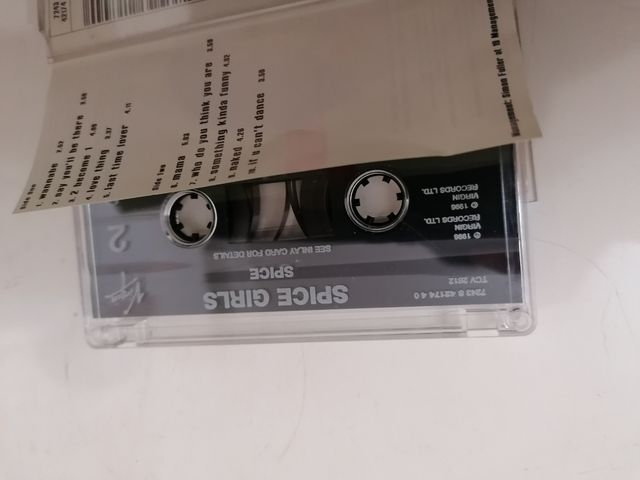 7243
42174
Side One
1. wannabe 2.52
2. say you'll be there 3.56
3. 2 become 1 4.00
4. love thing 3.37
5. last time lover 4.11
Side Two
6. mama 5.03
7. who do you think you are 3.59
8. something kinda funny 4.02
9. naked 4.26
10. if u can't dance 3.50
Management: Simon Fuller at 19 Management
SPICE GIRLS
SPICE
SEE INLAY CARD FOR DETAILS
2
Virgin
7243 8 42174 4 0
TCV 2812
℗ 1996
VIRGIN
RECORDS LTD.
© 1996
VIRGIN
RECORDS LTD.